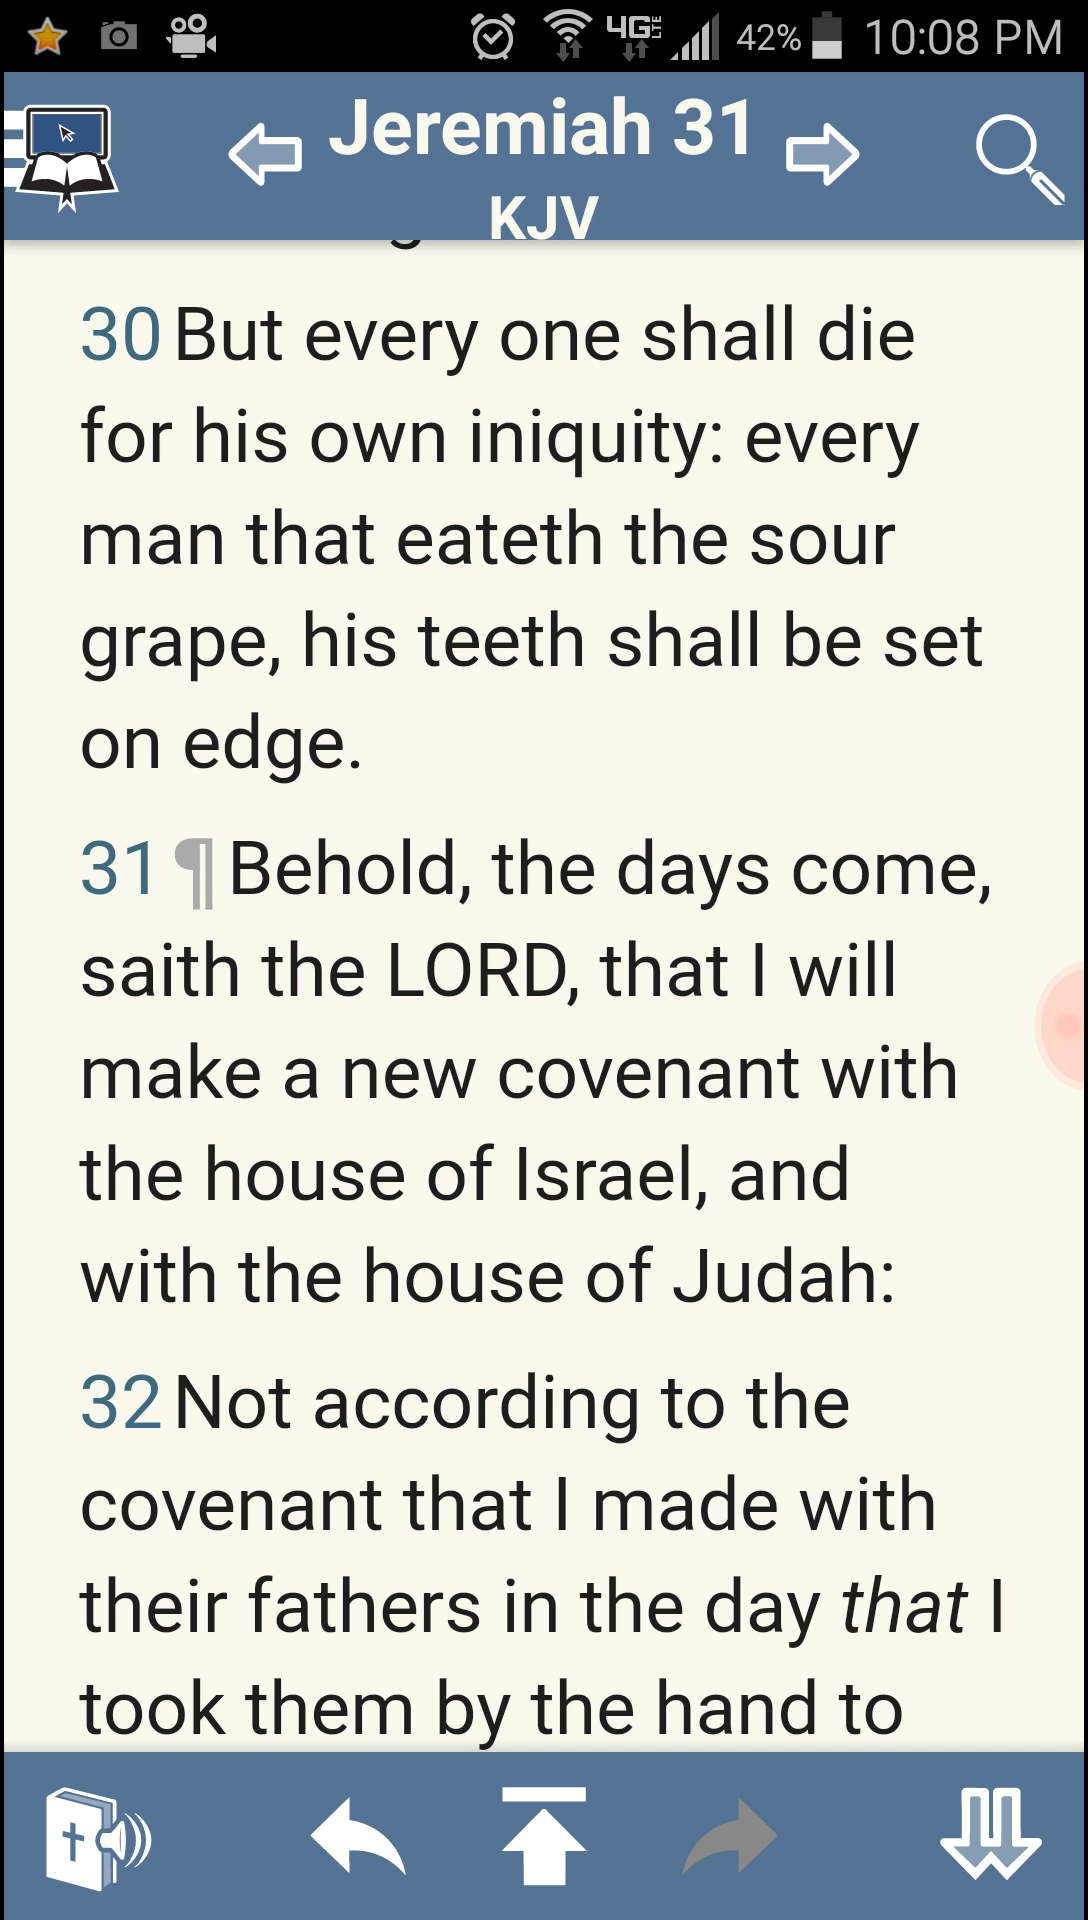 42% 10:08 PM
Jeremiah 31
KJV
30 But every one shall die
for his own iniquity: every
man that eateth the sour
grape, his teeth shall be set
on edge.
31 ¶ Behold, the days come,
saith the LORD, that I will
make a new covenant with
the house of Israel, and
with the house of Judah:
32 Not according to the
covenant that I made with
their fathers in the day that I
took them by the hand to